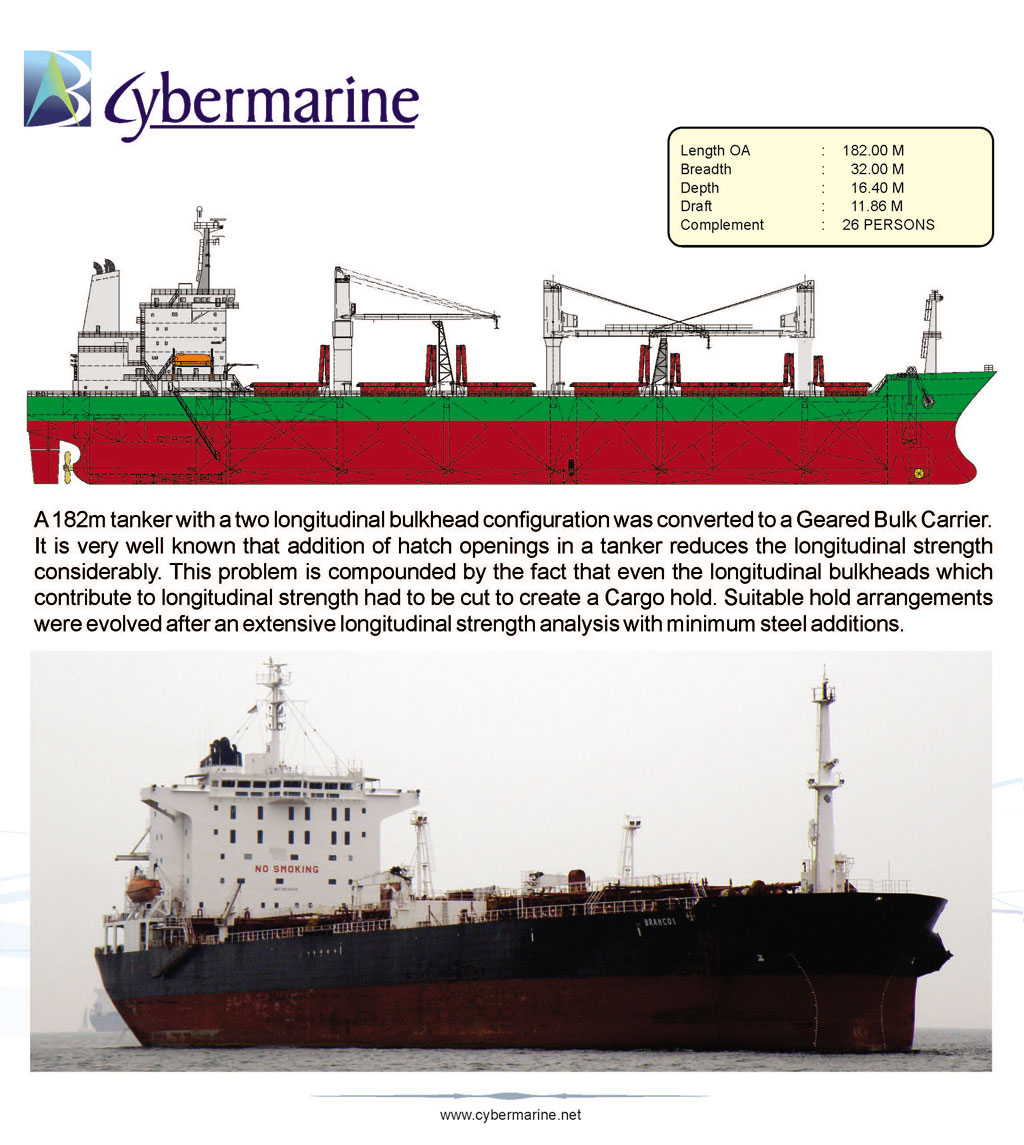 Cybermarine
Length OA : 182.00 M
Breadth : 32.00 M
Depth : 16.40 M
Draft : 11.86 M
Complement : 26 PERSONS
A 182m tanker with a two longitudinal bulkhead configuration was converted to a Geared Bulk Carrier.
It is very well known that addition of hatch openings in a tanker reduces the longitudinal strength
considerably. This problem is compounded by the fact that even the longitudinal bulkheads which
contribute to longitudinal strength had to be cut to create a Cargo hold. Suitable hold arrangements
were evolved after an extensive longitudinal strength analysis with minimum steel additions.
NO SMOKING
www.cybermarine.net